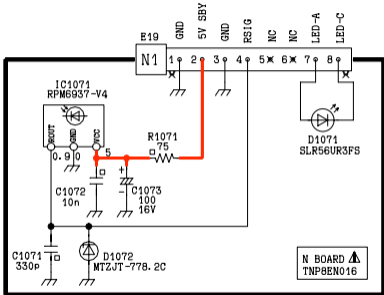 E19
GND
5V SBY
GND
RSIG
NC
NC
LED-A
LED-C
N1
1 2 3 4 5 6 7 8
IC1071
RPM6937-V4
ROUT
GND
VCC
0.9 0 5
R1071
75
D1071
SLR56UR3FS
C1072
10n
+
-
C1073
100
16V
C1071
330p
D1072
MTZJT-778.2C
N BOARD
TNP8EN016